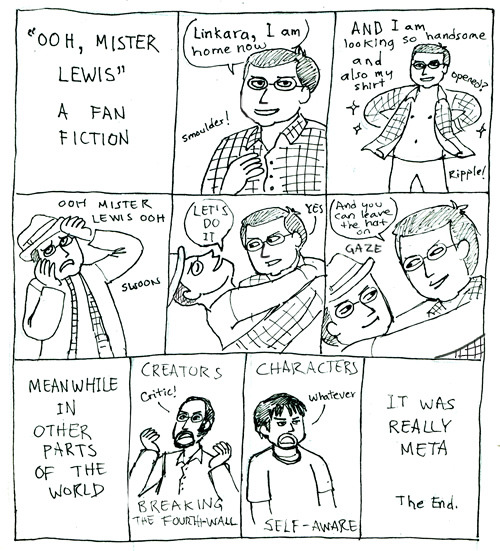 "OOH, MISTER
LEWIS"
A FAN
FICTION
Linkara, I am
home now
Smoulder!
AND I am
looking so handsome
and
also my
shirt
opened?
Ripple!
OOH MISTER
LEWIS OOH
SWOON
LET'S
DO
IT
YES
And you
can leave
the hat
on
GAZE
MEANWHILE
IN
OTHER
PARTS
OF THE
WORLD
CREATORS
Critic!
BREAKING
THE FOURTH-WALL
CHARACTERS
whatever
SELF-AWARE
IT WAS
REALLY
META
The End.